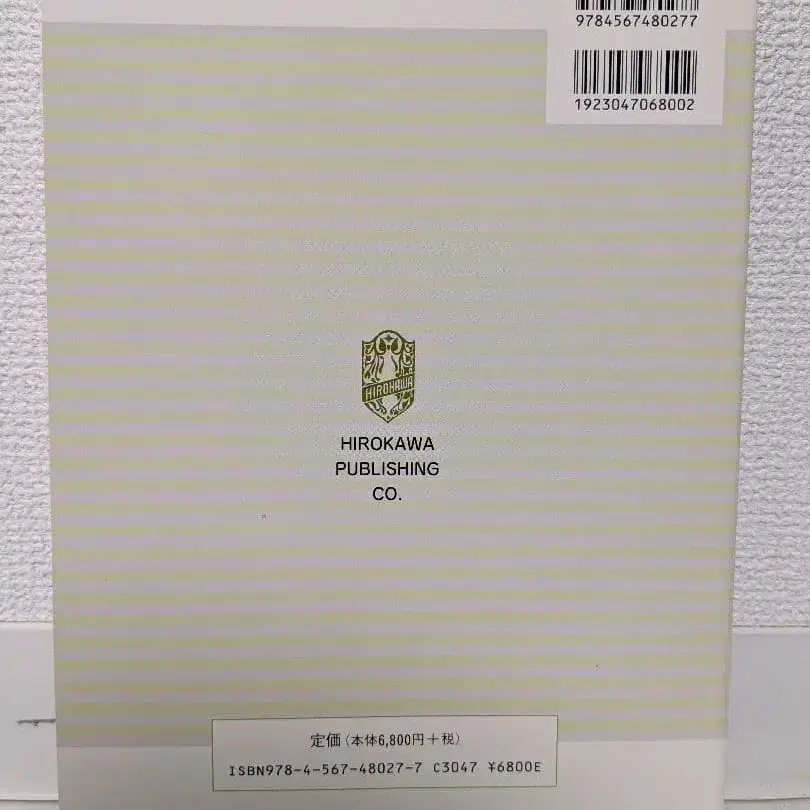 9784567480277
1923047068002
HIROKAWA
HIROKAWA
PUBLISHING
CO.
定価（本体6,800円＋税）
ISBN978-4-567-48027-7 C3047 ¥6800E